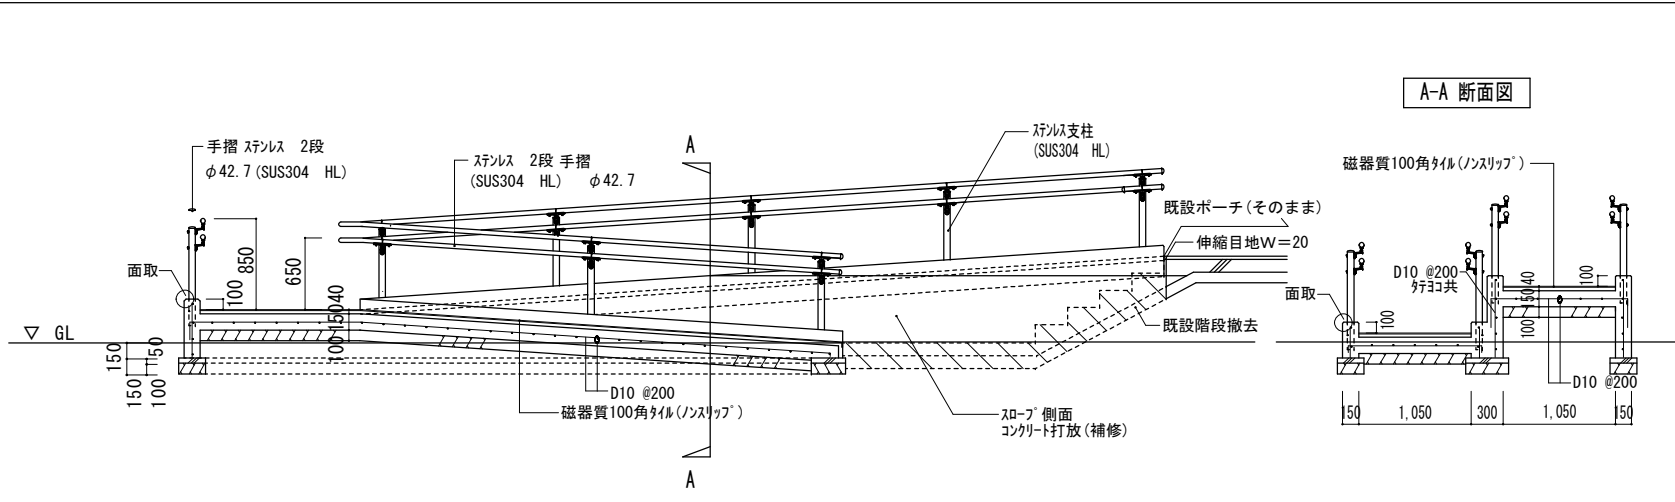 A-A 断面図
手摺 ステンレス 2段
φ42.7(SUS304 HL)
ステンレス 2段 手摺
(SUS304 HL) φ42.7
A
ステンレス支柱
(SUS304 HL)
磁器質100角タイル(ノンスリップ)
既設ポーチ(そのまま)
伸縮目地W=20
面取
850
100
650
D10 @200
タテヨコ共
面取
100
40
150
100
100
40
150
100
既設階段撤去
▽ GL
150
50
150
100
D10 @200
磁器質100角タイル(ノンスリップ)
スロープ側面
コンクリート打放(補修)
D10 @200
150
1,050
300
1,050
150
A